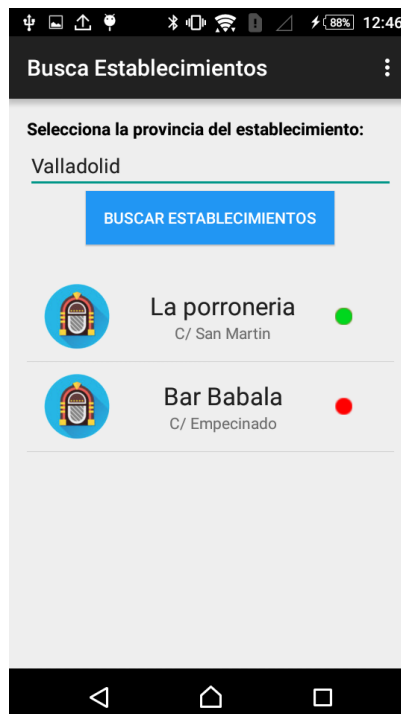 88% 12:46
Busca Establecimientos
Selecciona la provincia del establecimiento:
Valladolid
BUSCAR ESTABLECIMIENTOS
La porroneria
C/ San Martin
Bar Babala
C/ Empecinado